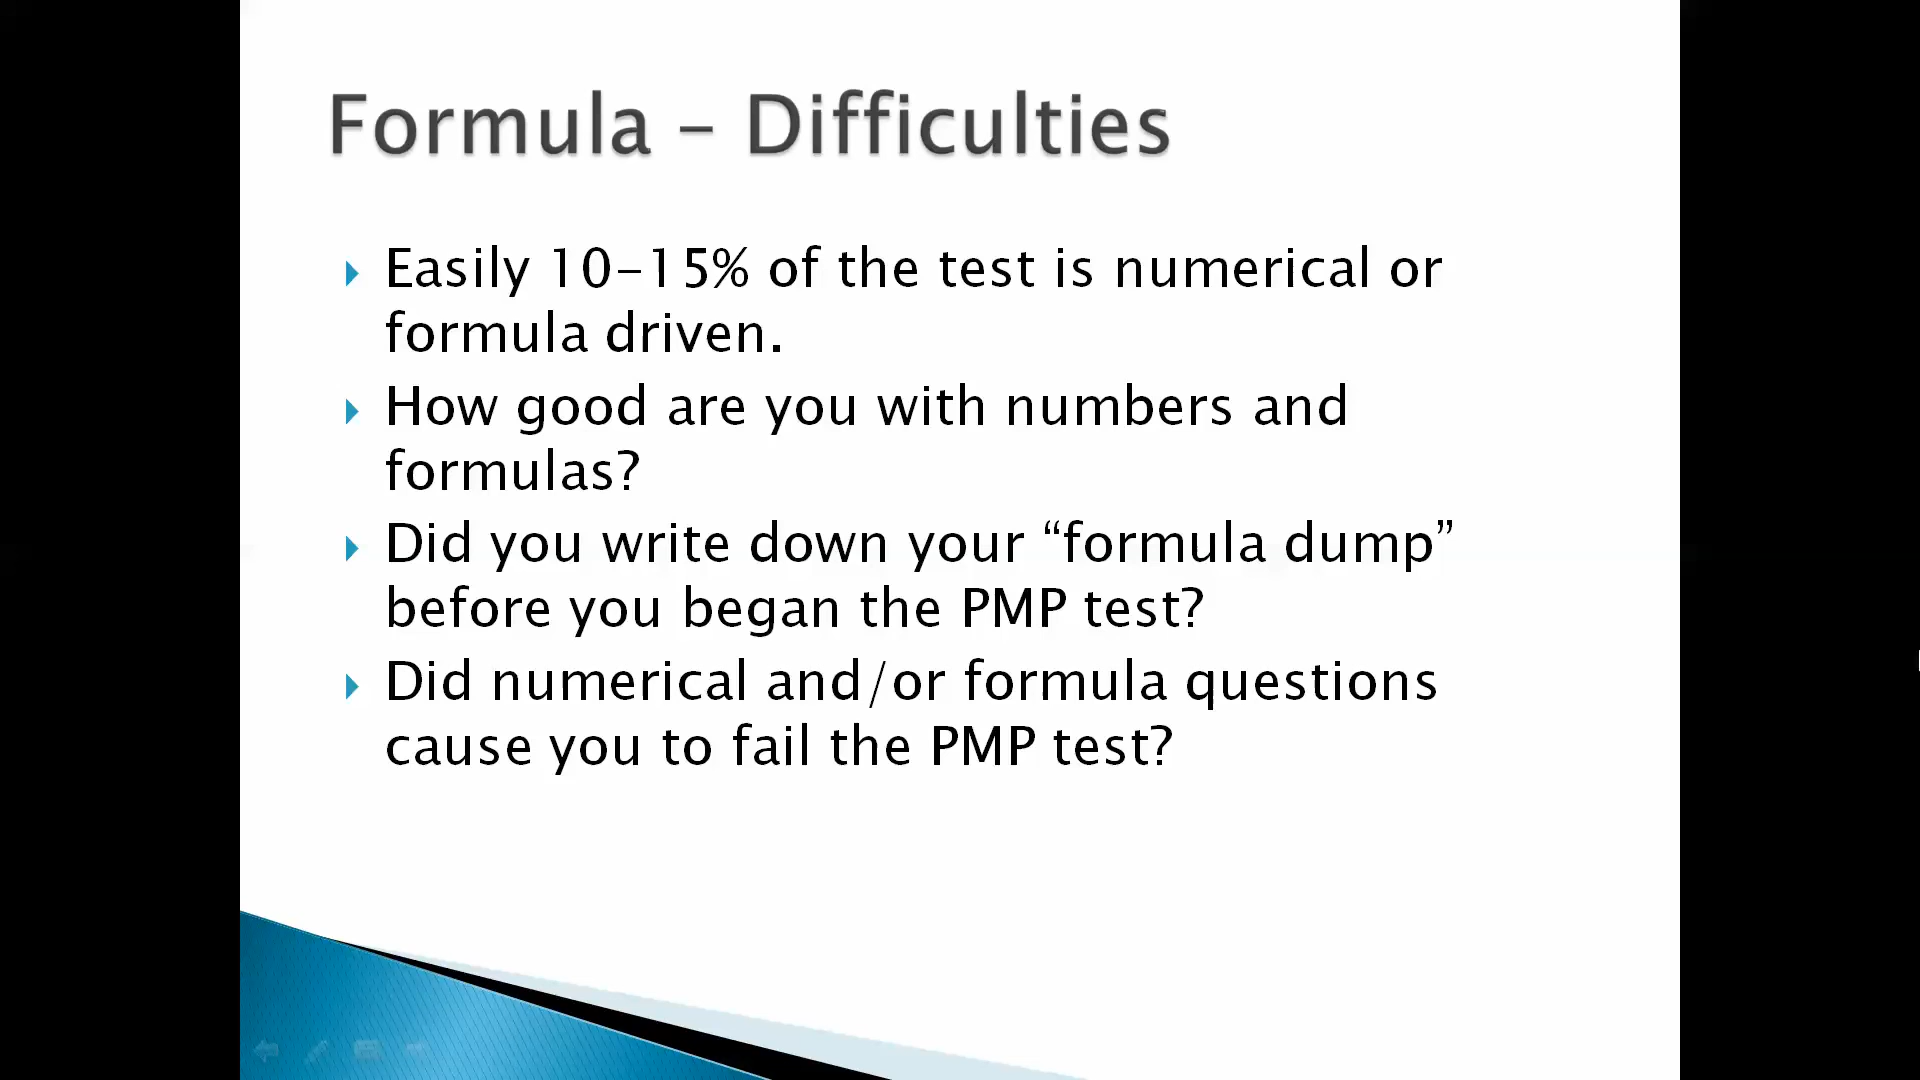 Formula – Difficulties
Easily 10-15% of the test is numerical or
formula driven.
How good are you with numbers and
formulas?
Did you write down your “formula dump”
before you began the PMP test?
Did numerical and/or formula questions
cause you to fail the PMP test?